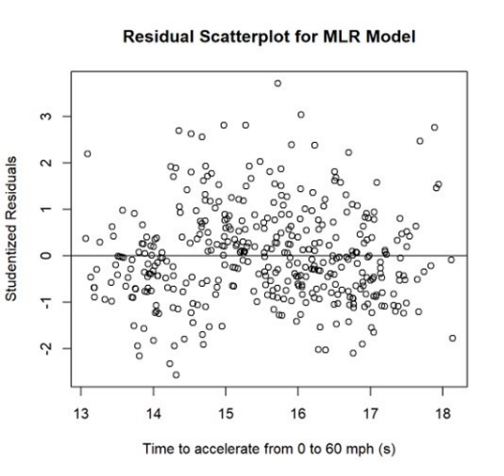 Residual Scatterplot for MLR Model
Studentized Residuals
3
2
1
0
-1
-2
13 14 15 16 17 18
Time to accelerate from 0 to 60 mph (s)